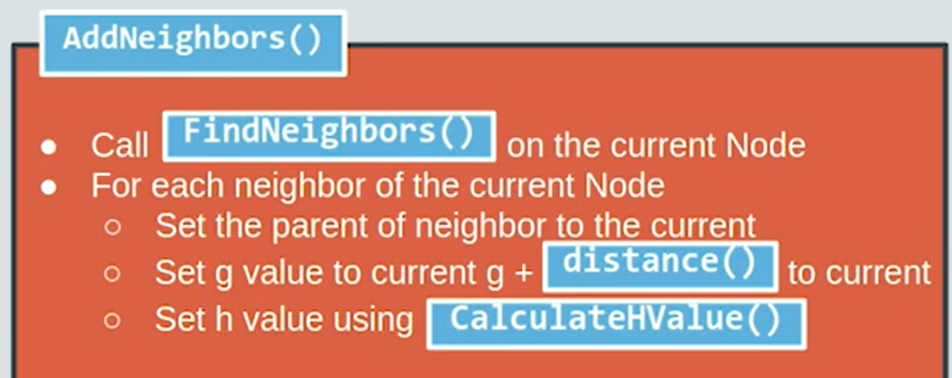 AddNeighbors()
● Call FindNeighbors() on the current Node
● For each neighbor of the current Node
○ Set the parent of neighbor to the current
○ Set g value to current g + distance() to current
○ Set h value using CalculateHValue()